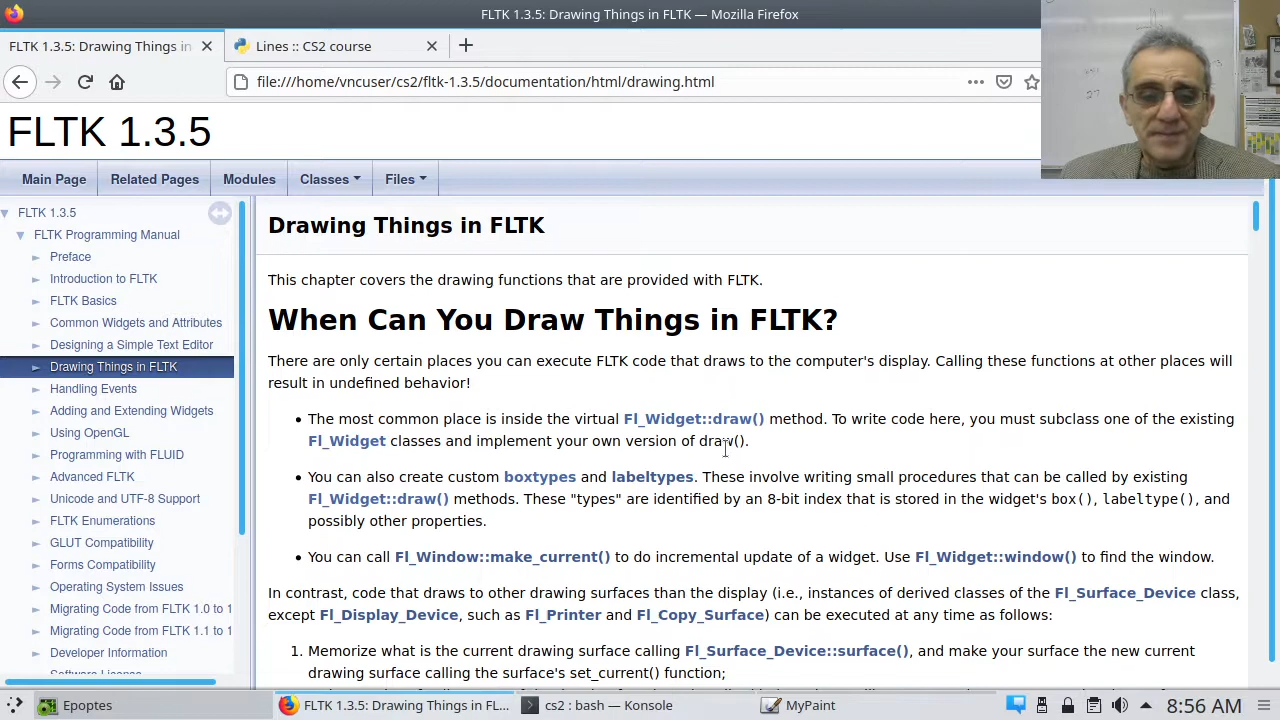 FLTK 1.3.5: Drawing Things in FLTK — Mozilla Firefox
FLTK 1.3.5: Drawing Things in
Lines :: CS2 course
file:///home/vncuser/cs2/fltk-1.3.5/documentation/html/drawing.html
FLTK 1.3.5
Main Page
Related Pages
Modules
Classes
Files
FLTK 1.3.5
FLTK Programming Manual
Preface
Introduction to FLTK
FLTK Basics
Common Widgets and Attributes
Designing a Simple Text Editor
Drawing Things in FLTK
Handling Events
Adding and Extending Widgets
Using OpenGL
Programming with FLUID
Advanced FLTK
Unicode and UTF-8 Support
FLTK Enumerations
GLUT Compatibility
Forms Compatibility
Operating System Issues
Migrating Code from FLTK 1.0 to 1
Migrating Code from FLTK 1.1 to 1
Developer Information
Software License
Drawing Things in FLTK
This chapter covers the drawing functions that are provided with FLTK.
When Can You Draw Things in FLTK?
There are only certain places you can execute FLTK code that draws to the computer's display. Calling these functions at other places will
result in undefined behavior!
• The most common place is inside the virtual Fl_Widget::draw() method. To write code here, you must subclass one of the existing
Fl_Widget classes and implement your own version of draw().
• You can also create custom boxtypes and labeltypes. These involve writing small procedures that can be called by existing
Fl_Widget::draw() methods. These "types" are identified by an 8-bit index that is stored in the widget's box(), labeltype(), and
possibly other properties.
• You can call Fl_Window::make_current() to do incremental update of a widget. Use Fl_Widget::window() to find the window.
In contrast, code that draws to other drawing surfaces than the display (i.e., instances of derived classes of the Fl_Surface_Device class,
except Fl_Display_Device, such as Fl_Printer and Fl_Copy_Surface) can be executed at any time as follows:
1. Memorize what is the current drawing surface calling Fl_Surface_Device::surface(), and make your surface the new current
drawing surface calling the surface's set_current() function;
Epoptes
FLTK 1.3.5: Drawing Things in FL...
cs2 : bash — Konsole
MyPaint
8:56 AM